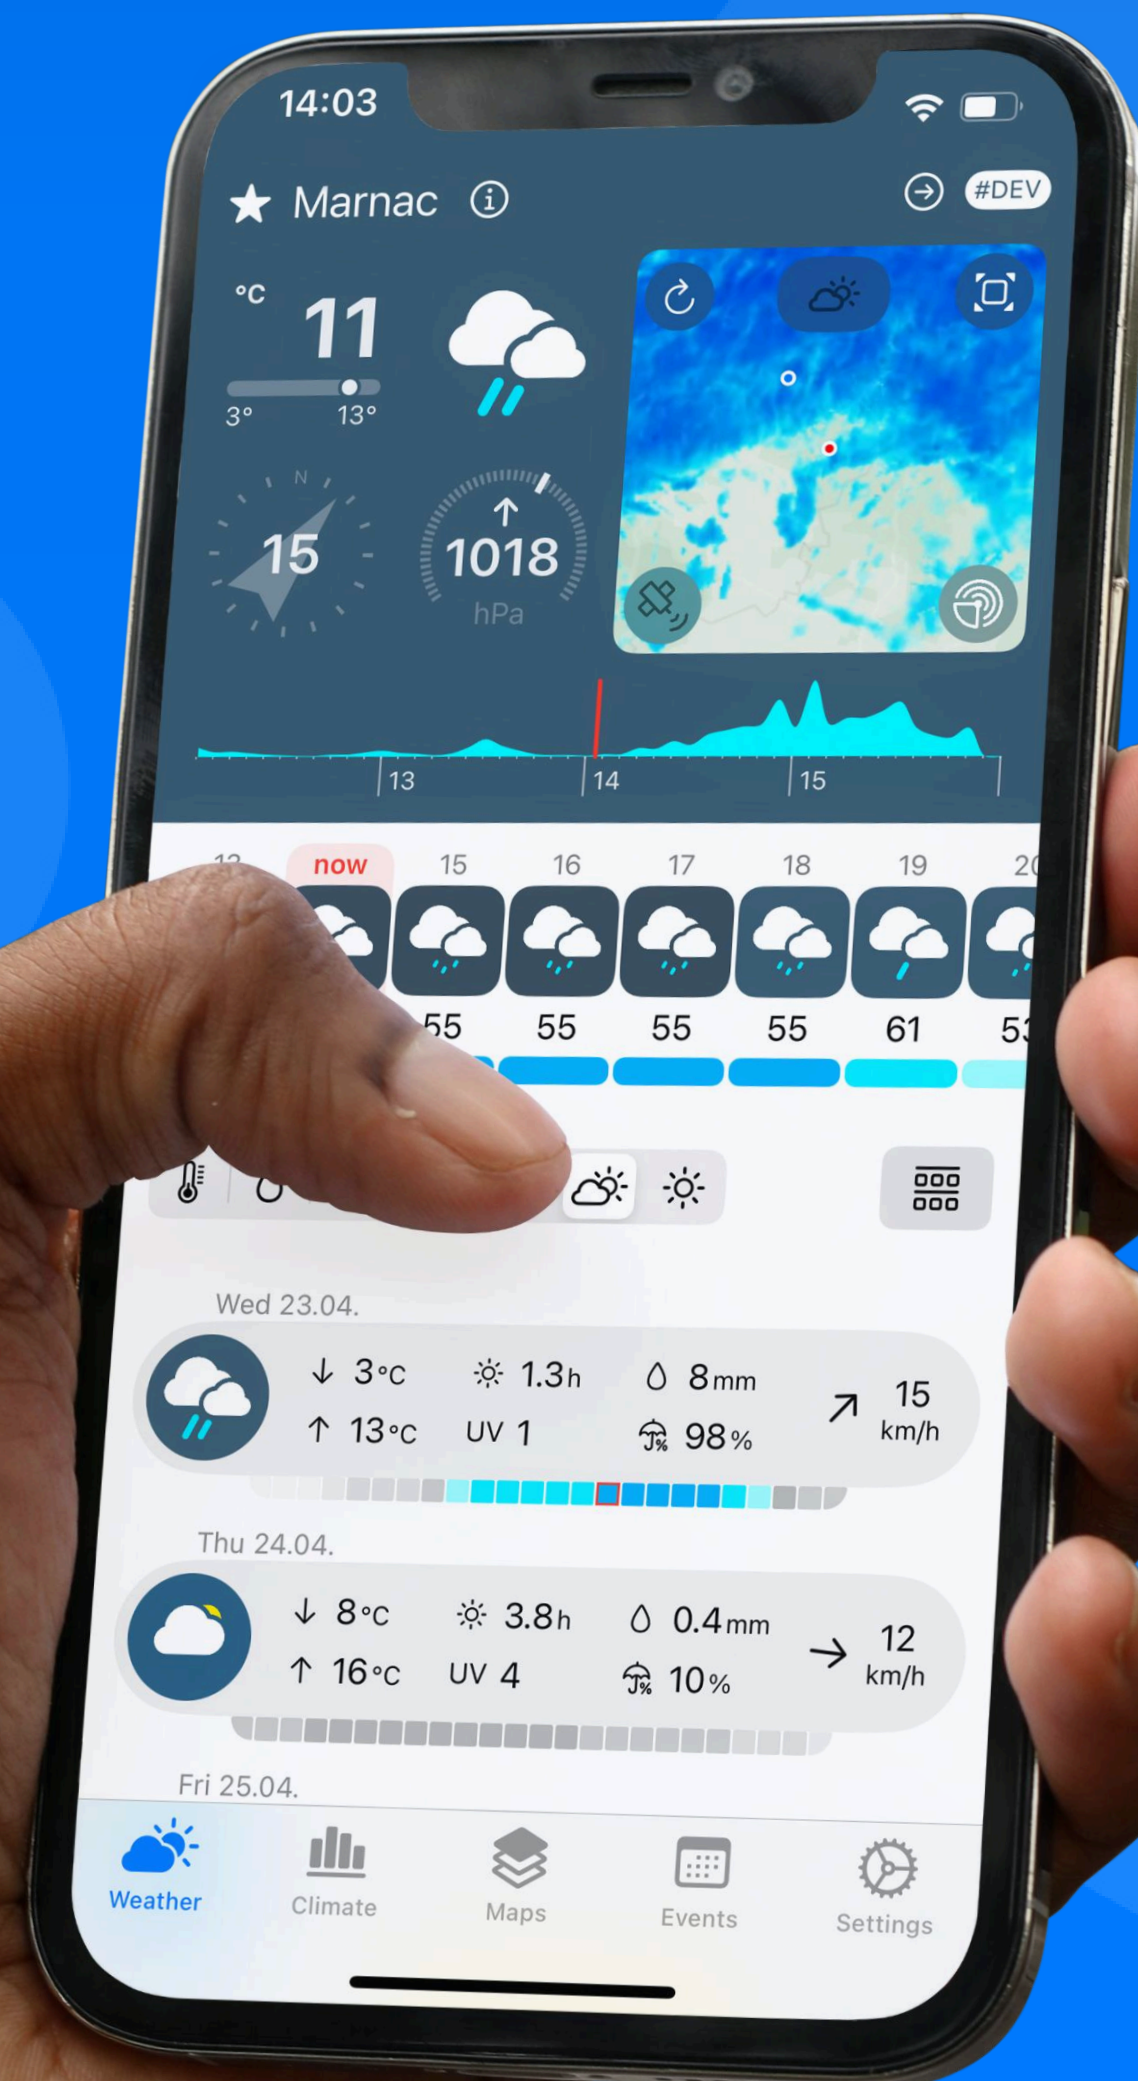 14:03
Marnac
#DEV
°C
11
3° 13°
N
15
1018
hPa
13 14 15
now 15 16 17 18 19
55 55 55 55 61
Wed 23.04.
3°C 1.3h 8mm 15
13°C UV 1 98% km/h
Thu 24.04.
8°C 3.8h 0.4mm 12
16°C UV 4 10% km/h
Fri 25.04.
Weather Climate Maps Events Settings